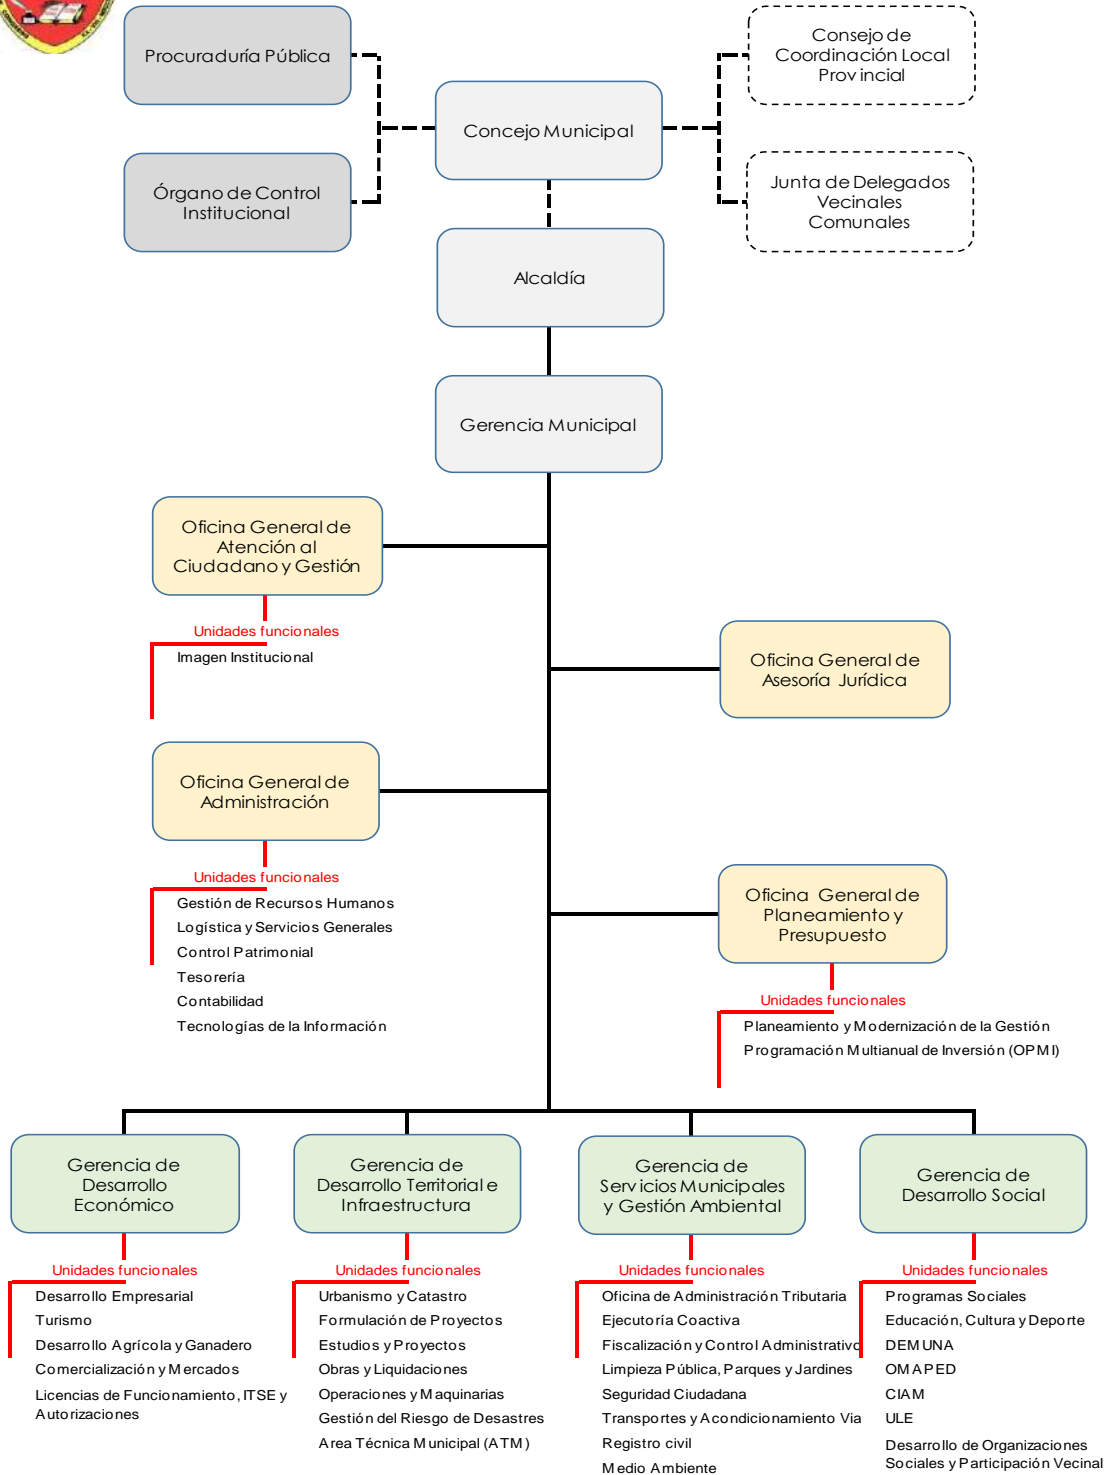 Procuraduría Pública
Consejo de
Coordinación Local
Provincial
Concejo Municipal
Órgano de Control
Institucional
Junta de Delegados
Vecinales
Comunales
Alcaldía
Gerencia Municipal
Oficina General de
Atención al
Ciudadano y Gestión
Unidades funcionales
Imagen Institucional
Oficina General de
Asesoría Jurídica
Oficina General de
Administración
Unidades funcionales
Gestión de Recursos Humanos
Logística y Servicios Generales
Control Patrimonial
Tesorería
Contabilidad
Tecnologías de la Información
Oficina General de
Planeamiento y
Presupuesto
Unidades funcionales
Planeamiento y Modernización de la Gestión
Programación Multianual de Inversión (OPMI)
Gerencia de
Desarrollo
Económico
Unidades funcionales
Desarrollo Empresarial
Turismo
Desarrollo Agrícola y Ganadero
Comercialización y Mercados
Licencias de Funcionamiento, ITSE y
Autorizaciones
Gerencia de
Desarrollo Territorial e
Infraestructura
Unidades funcionales
Urbanismo y Catastro
Formulación de Proyectos
Estudios y Proyectos
Obras y Liquidaciones
Operaciones y Maquinarias
Gestión del Riesgo de Desastres
Area Técnica Municipal (ATM)
Gerencia de
Servicios Municipales
y Gestión Ambiental
Unidades funcionales
Oficina de Administración Tributaria
Ejecutoría Coactiva
Fiscalización y Control Administrativo
Limpieza Pública, Parques y Jardines
Seguridad Ciudadana
Transportes y Acondicionamiento Via
Registro civil
Medio Ambiente
Gerencia de
Desarrollo Social
Unidades funcionales
Programas Sociales
Educación, Cultura y Deporte
DEMUNA
OMAPED
CIAM
ULE
Desarrollo de Organizaciones
Sociales y Participación Vecinal